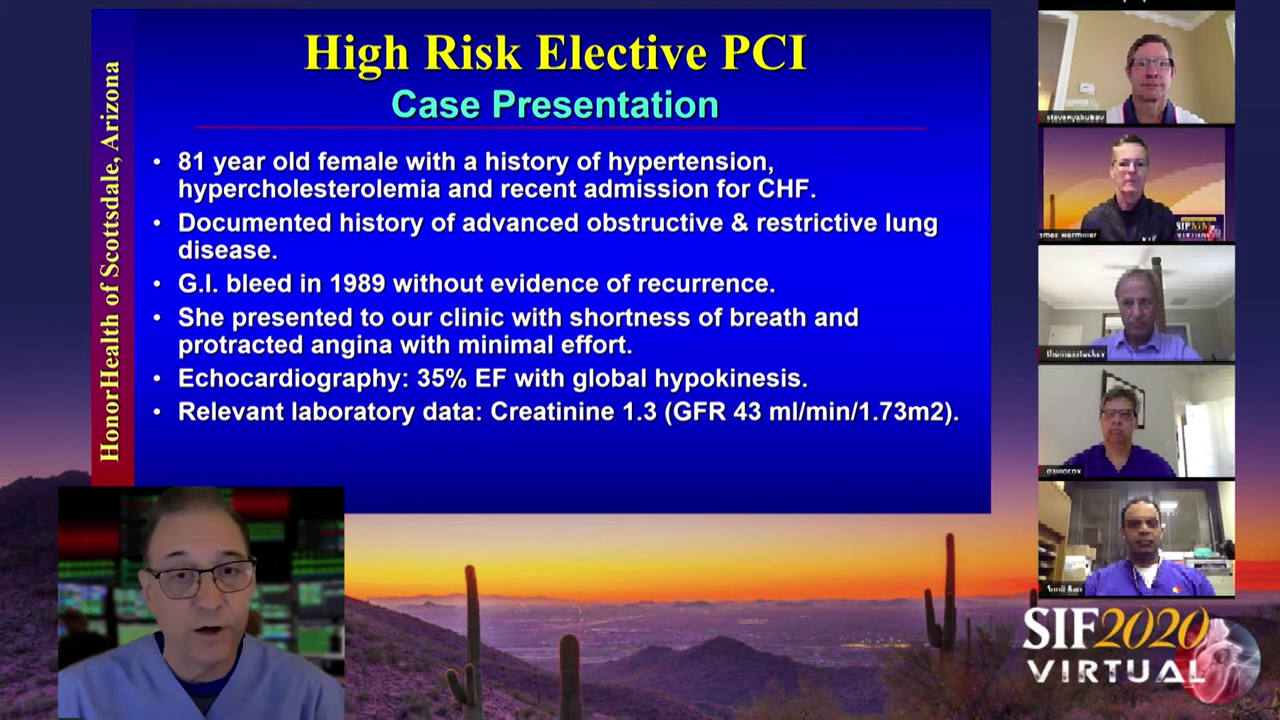 High Risk Elective PCI
Case Presentation
HonorHealth of Scottsdale, Arizona
• 81 year old female with a history of hypertension,
hypercholesterolemia and recent admission for CHF.
• Documented history of advanced obstructive & restrictive lung
disease.
• G.I. bleed in 1989 without evidence of recurrence.
• She presented to our clinic with shortness of breath and
protracted angina with minimal effort.
• Echocardiography: 35% EF with global hypokinesis.
• Relevant laboratory data: Creatinine 1.3 (GFR 43 ml/min/1.73m2).
SIF2020
VIRTUAL